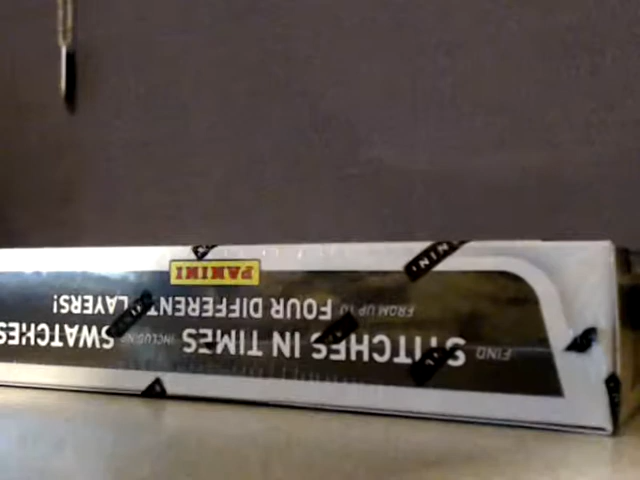 FIND STITCHES IN TIMES INCLUDING SWATCHES
FROM UP TO FOUR DIFFERENT LAYERS!
PANINI